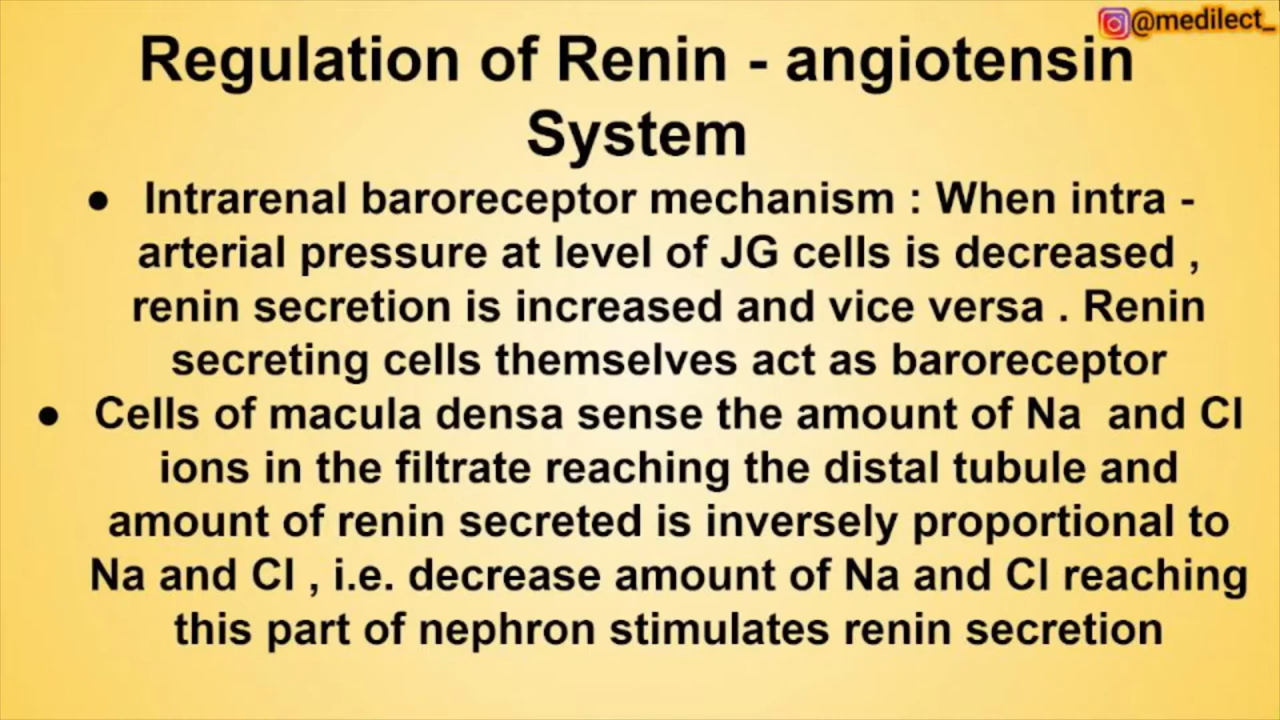 @medilect_
Regulation of Renin - angiotensin
System
● Intrarenal baroreceptor mechanism : When intra -
arterial pressure at level of JG cells is decreased ,
renin secretion is increased and vice versa . Renin
secreting cells themselves act as baroreceptor
● Cells of macula densa sense the amount of Na and Cl
ions in the filtrate reaching the distal tubule and
amount of renin secreted is inversely proportional to
Na and Cl , i.e. decrease amount of Na and Cl reaching
this part of nephron stimulates renin secretion